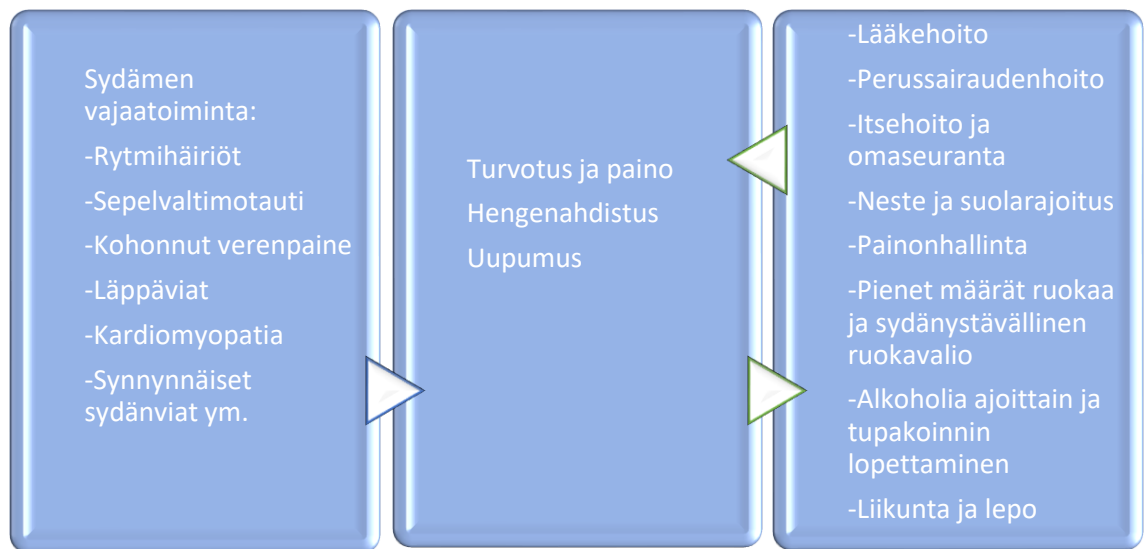 Sydämen
vajaatoiminta:
-Rytmihäiriöt
-Sepelvaltimotauti
-Kohonnut verenpaine
-Läppäviat
-Kardiomyopatia
-Synnynnäiset
sydänviat ym.
Turvotus ja paino
Hengenahdistus
Uupumus
-Lääkehoito
-Perussairaudenhoito
-Itsehoito ja
omaseuranta
-Neste ja suolarajoitus
-Painonhallinta
-Pienet määrät ruokaa
ja sydänystävällinen
ruokavalio
-Alkoholia ajoittain ja
tupakoinnin
lopettaminen
-Liikunta ja lepo